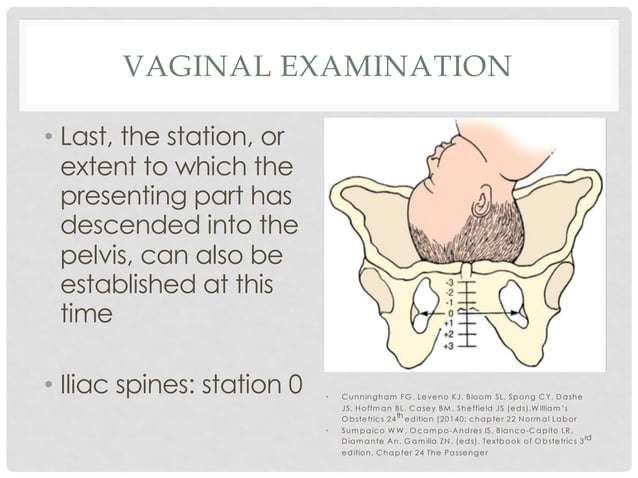 VAGINAL EXAMINATION
• Last, the station, or
extent to which the
presenting part has
descended into the
pelvis, can also be
established at this
time
• Iliac spines: station 0
-3
-2
-1
0
+1
+2
+3
• Cunningham FG, Leveno KJ, Bloom SL, Spong CY, Dashe
JS, Hoffman BL, Casey BM, Sheffield JS (eds).William's
Obstetrics 24th edition (20140; chapter 22 Normal Labor
• Sumpaico WW, Ocampo-Andres IS, Blanco-Capito LR,
Diamante An, Gamilla ZN, (eds). Textbook of Obstetrics 3rd
edition, Chapter 24 The Passenger